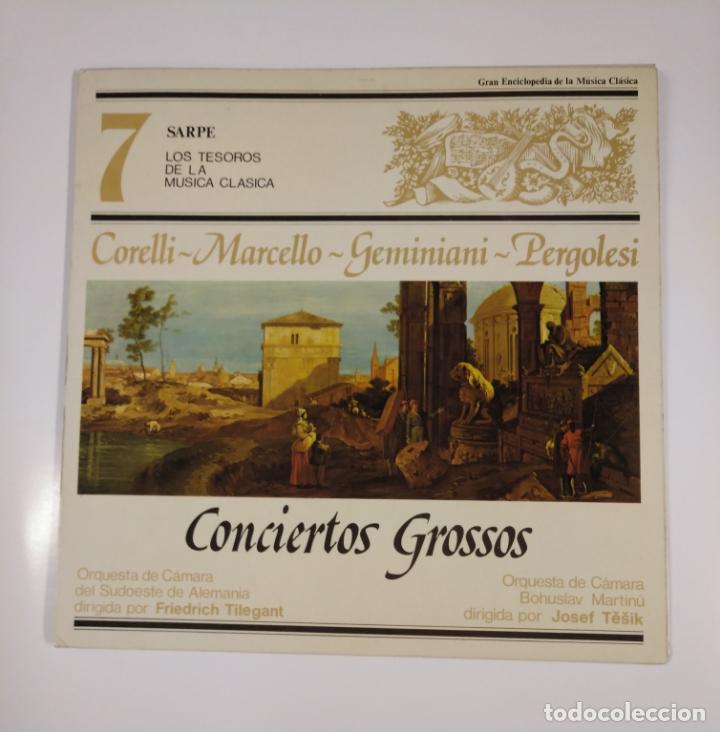 Gran Enciclopedia de la Música Clásica
7
SARPE
LOS TESOROS
DE LA
MUSICA CLASICA
Corelli ~ Marcello ~ Geminiani ~ Pergolesi
Conciertos Grossos
Orquesta de Cámara
del Sudoeste de Alemania
dirigida por Friedrich Tilegant
Orquesta de Cámara
Bohuslav Martinù
dirigida por Josef Těšik
todocoleccion